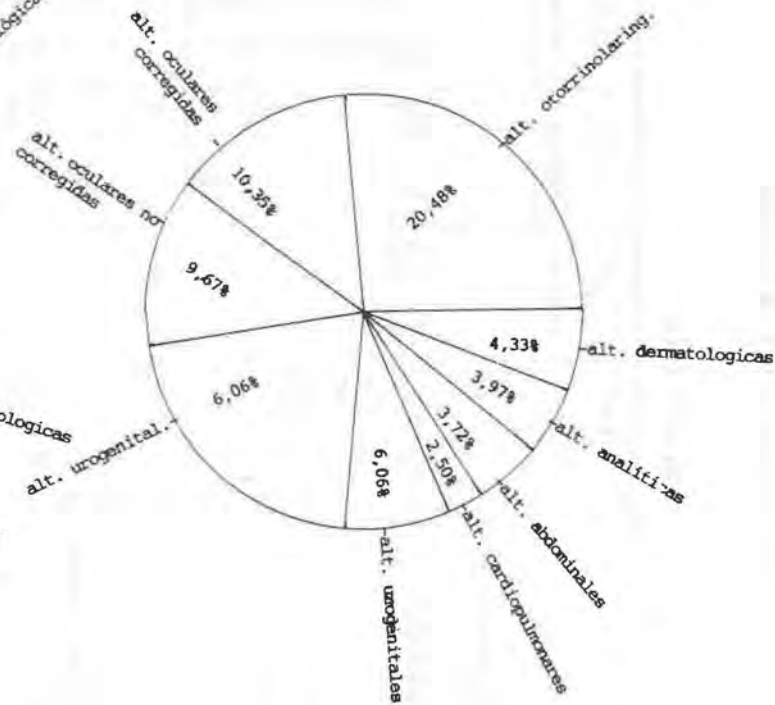 alt. oculares
corregidas
10,35%
alt. otorrinolaring.
20,48%
alt. oculares no
corregidas
9,67%
4,33%
alt. dermatologicas
3,97%
alt. analíticas
3,72%
alt. abdominales
2,50%
alt. cardiopulmonares
6,06%
alt. urogenitales
6,06%
alt. urogenital.
ologicas